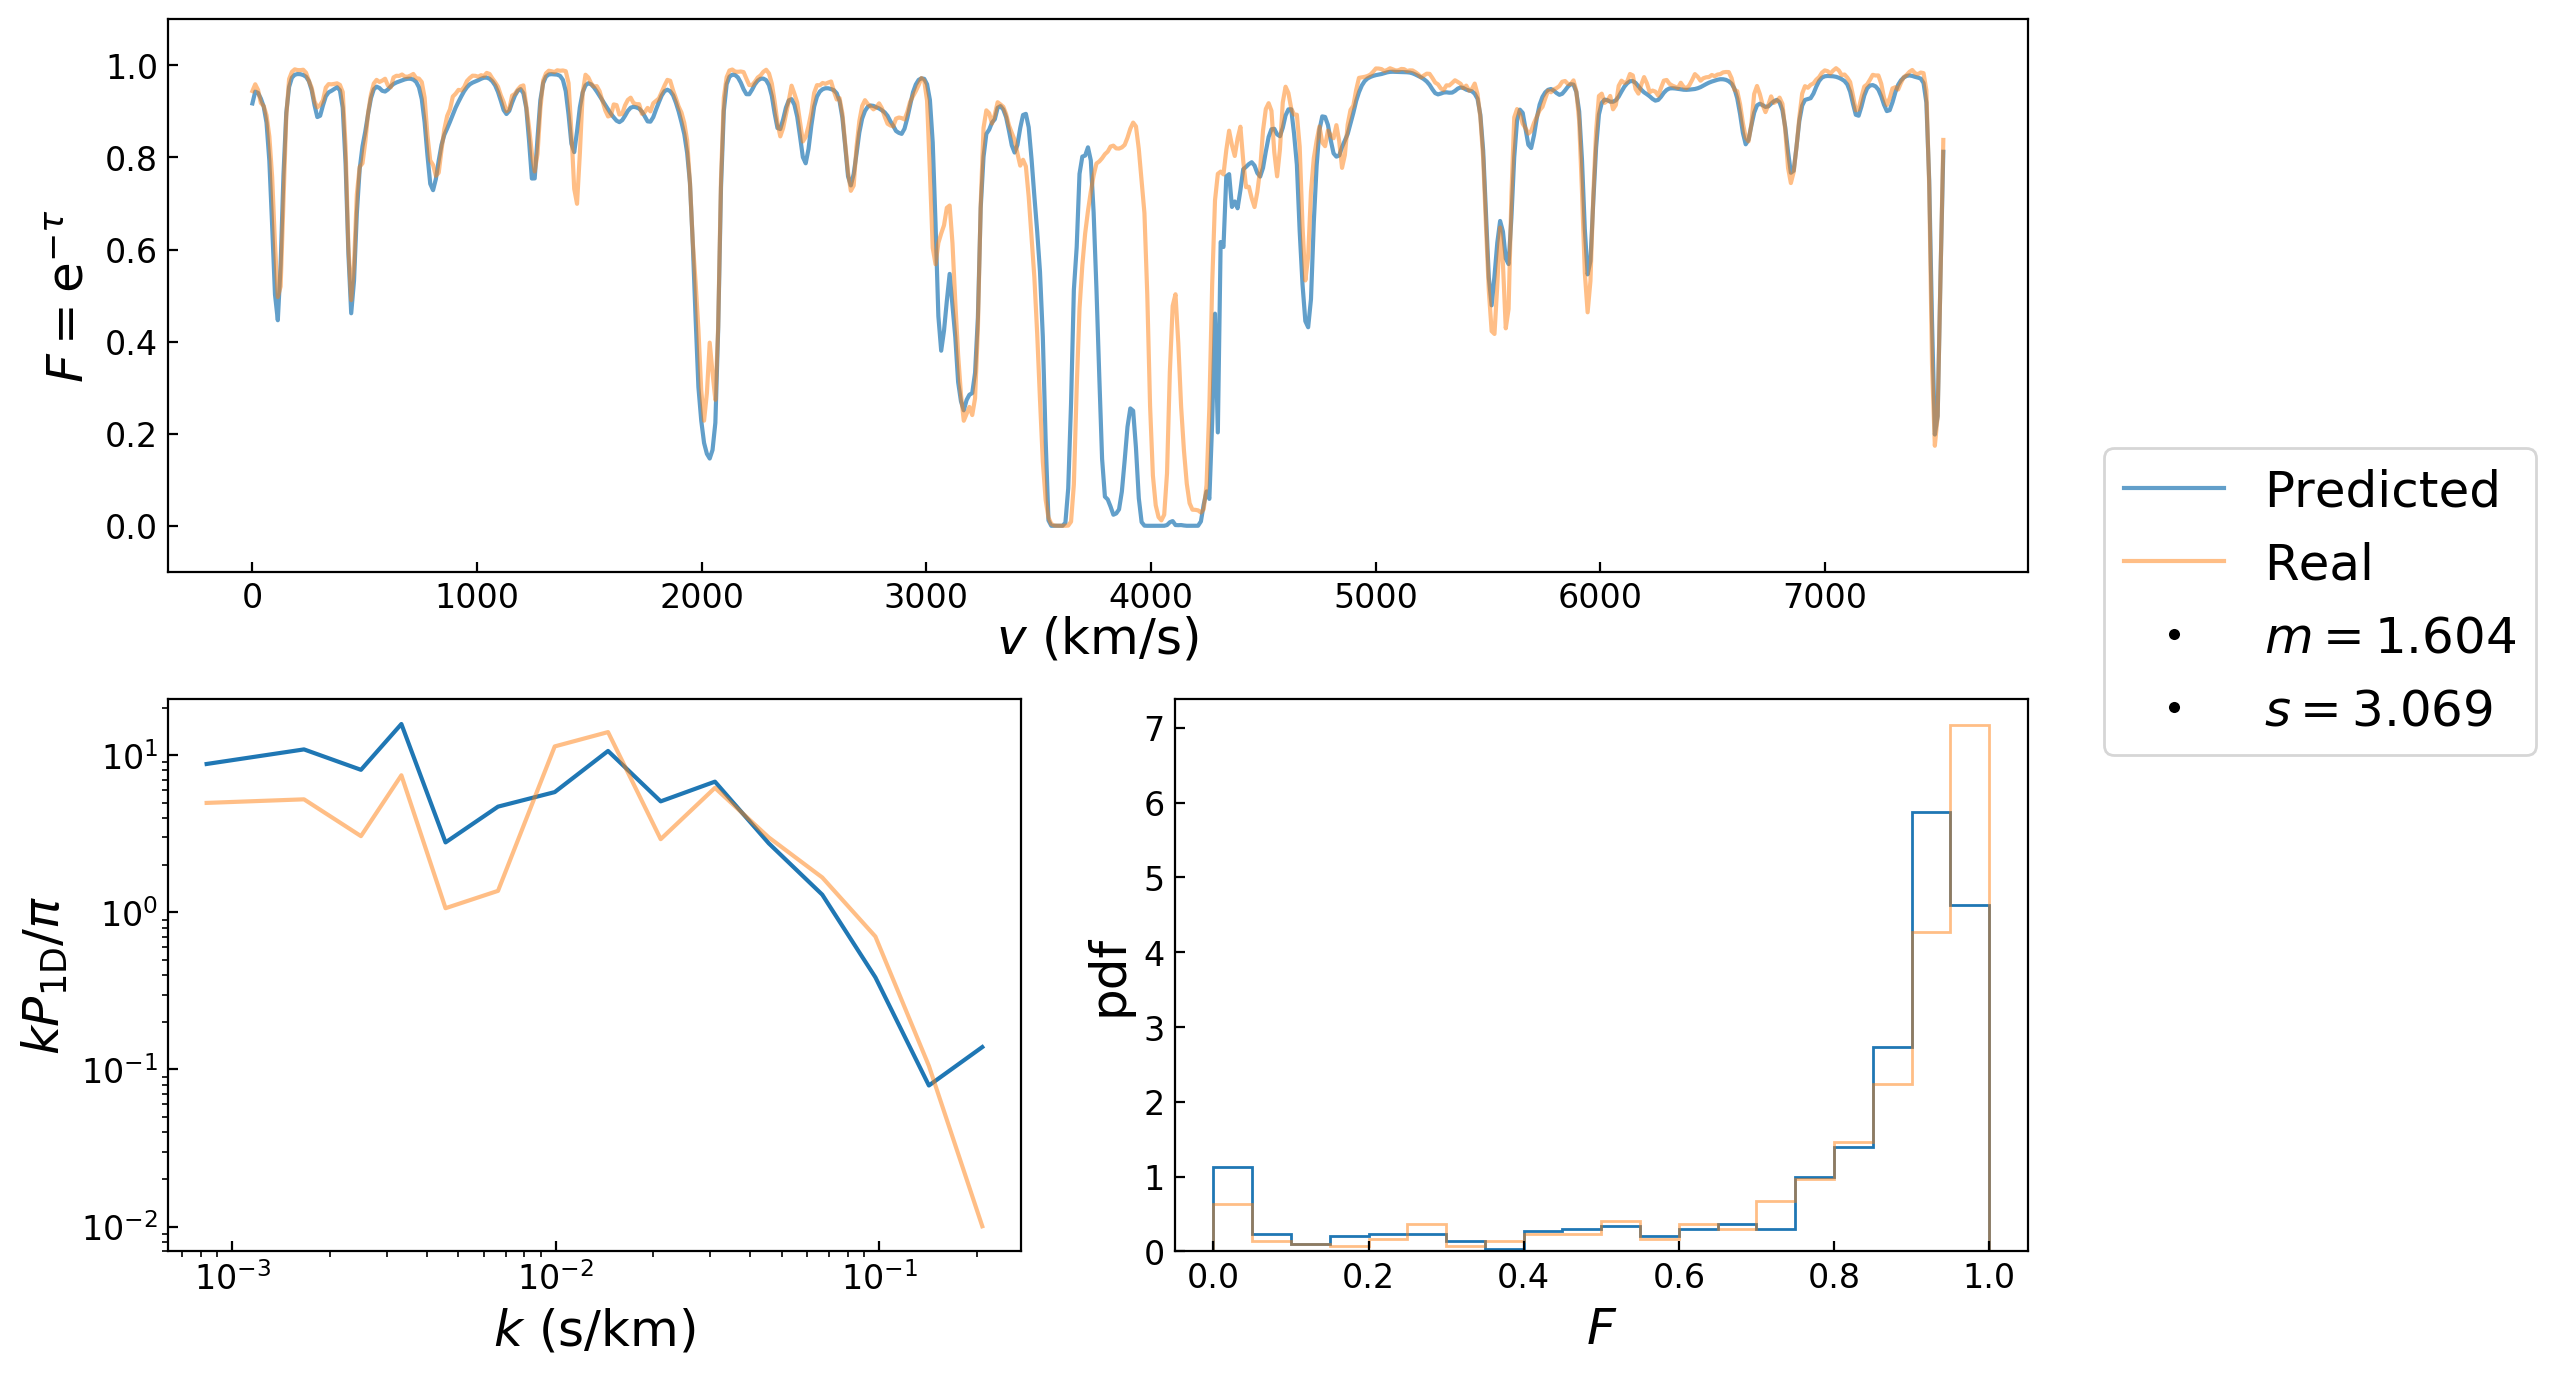 1.0
0.8
0.6
0.4
0.2
0.0
F = e^{-τ}
0 1000 2000 3000 4000 5000 6000 7000
v (km/s)
Predicted
Real
m = 1.604
s = 3.069
10^1
10^0
10^{-1}
10^{-2}
kP_{1D}/π
10^{-3} 10^{-2} 10^{-1}
k (s/km)
7
6
5
4
3
2
1
0
pdf
0.0 0.2 0.4 0.6 0.8 1.0
F